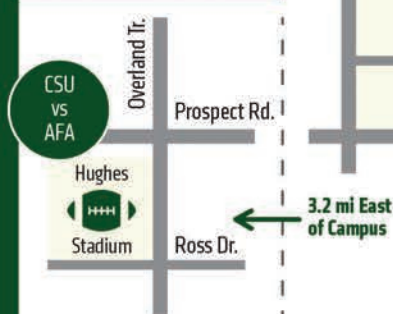 CSU
vs
AFA
Overland Tr.
Prospect Rd.
Hughes
Stadium
Ross Dr.
3.2 mi East
of Campus